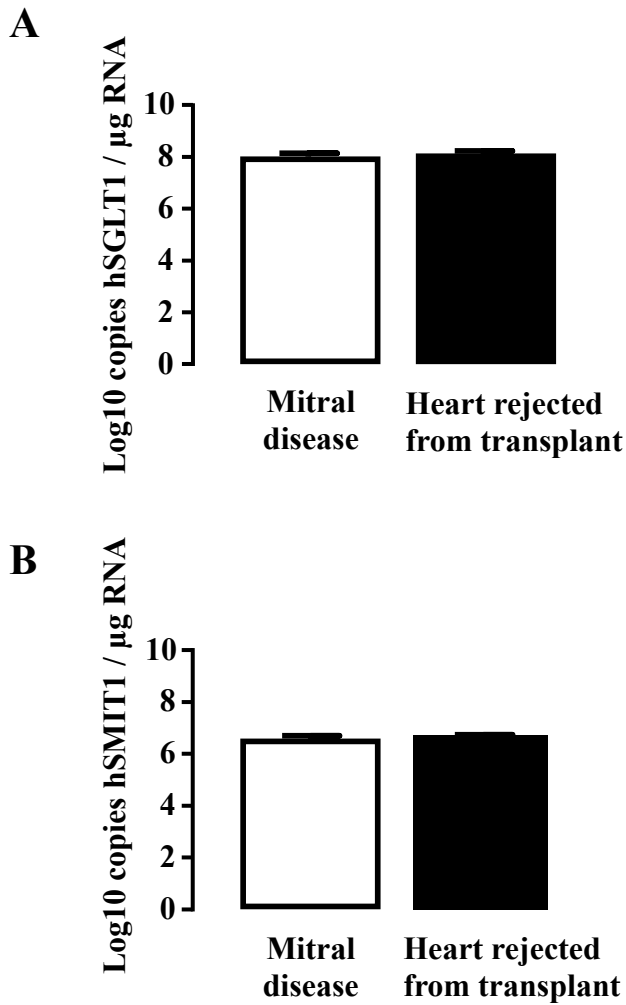 A
Log10 copies hSGLT1 / µg RNA
10
8
6
4
2
0
Mitral
disease
Heart rejected
from transplant
B
Log10 copies hSMIT1 / µg RNA
10
8
6
4
2
0
Mitral
disease
Heart rejected
from transplant